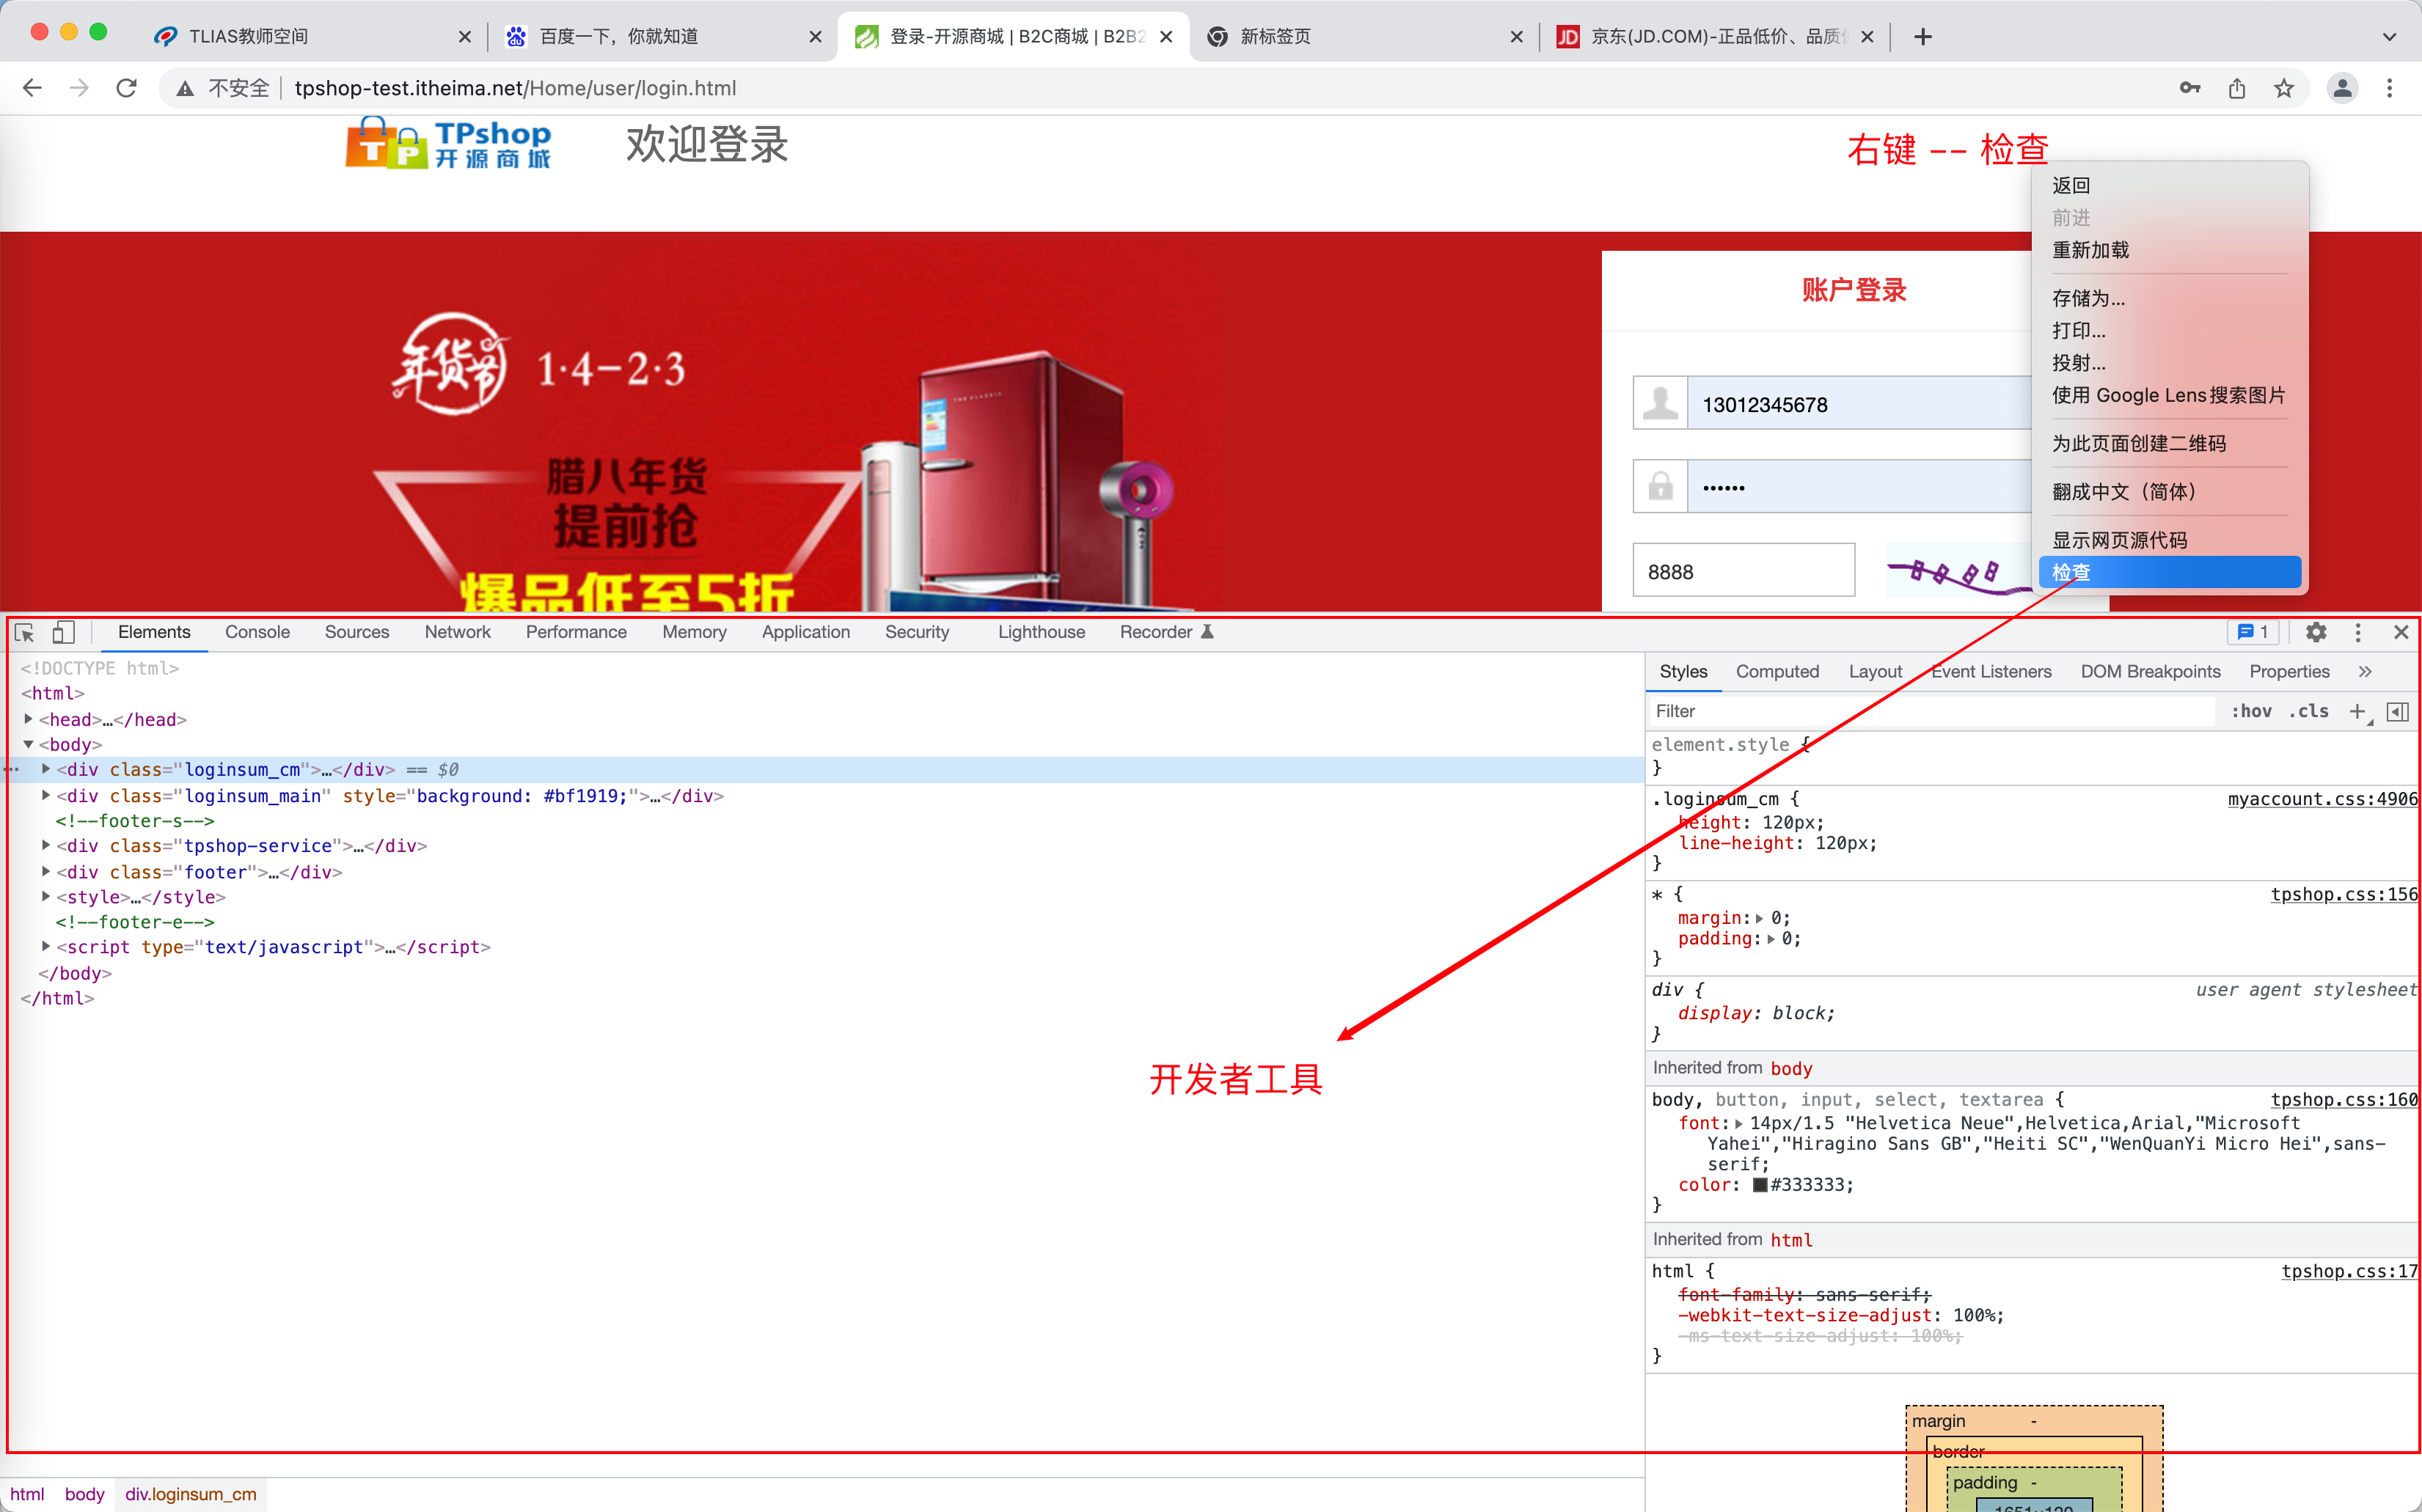 TLIAS教师空间
百度一下，你就知道
登录-开源商城 | B2C商城 | B2B2
新标签页
京东(JD.COM)-正品低价、品质
不安全
tpshop-test.itheima.net/Home/user/login.html
TPshop
开源商城
欢迎登录
右键 -- 检查
返回
前进
重新加载
存储为...
打印...
投射...
使用 Google Lens搜索图片
为此页面创建二维码
翻成中文（简体）
显示网页源代码
检查
年货节
1·4-2·3
腊八年货
提前抢
爆品低至5折
THE CLASSIC
账户登录
13012345678
••••••
8888
8888
Elements Console Sources Network Performance Memory Application Security Lighthouse Recorder
1
<!DOCTYPE html>
<html>
<head>…</head>
<body>
<div class="loginsum_cm">…</div> == $0
<div class="loginsum_main" style="background: #bf1919;">…</div>
<!--footer-s-->
<div class="tpshop-service">…</div>
<div class="footer">…</div>
<style>…</style>
<!--footer-e-->
<script type="text/javascript">…</script>
</body>
</html>
开发者工具
Styles Computed Layout Event Listeners DOM Breakpoints Properties »
Filter
:hov .cls +
element.style {
}
.loginsum_cm {
myaccount.css:4906
height: 120px;
line-height: 120px;
}
* {
tpshop.css:156
margin: 0;
padding: 0;
}
div {
user agent stylesheet
display: block;
}
Inherited from body
body, button, input, select, textarea {
tpshop.css:160
font: 14px/1.5 "Helvetica Neue",Helvetica,Arial,"Microsoft
Yahei","Hiragino Sans GB","Heiti SC","WenQuanYi Micro Hei",sans-
serif;
color: #333333;
}
Inherited from html
html {
tpshop.css:17
font-family: sans-serif;
-webkit-text-size-adjust: 100%;
-ms-text-size-adjust: 100%;
}
margin -
border
padding -
1651×120
html body div.loginsum_cm